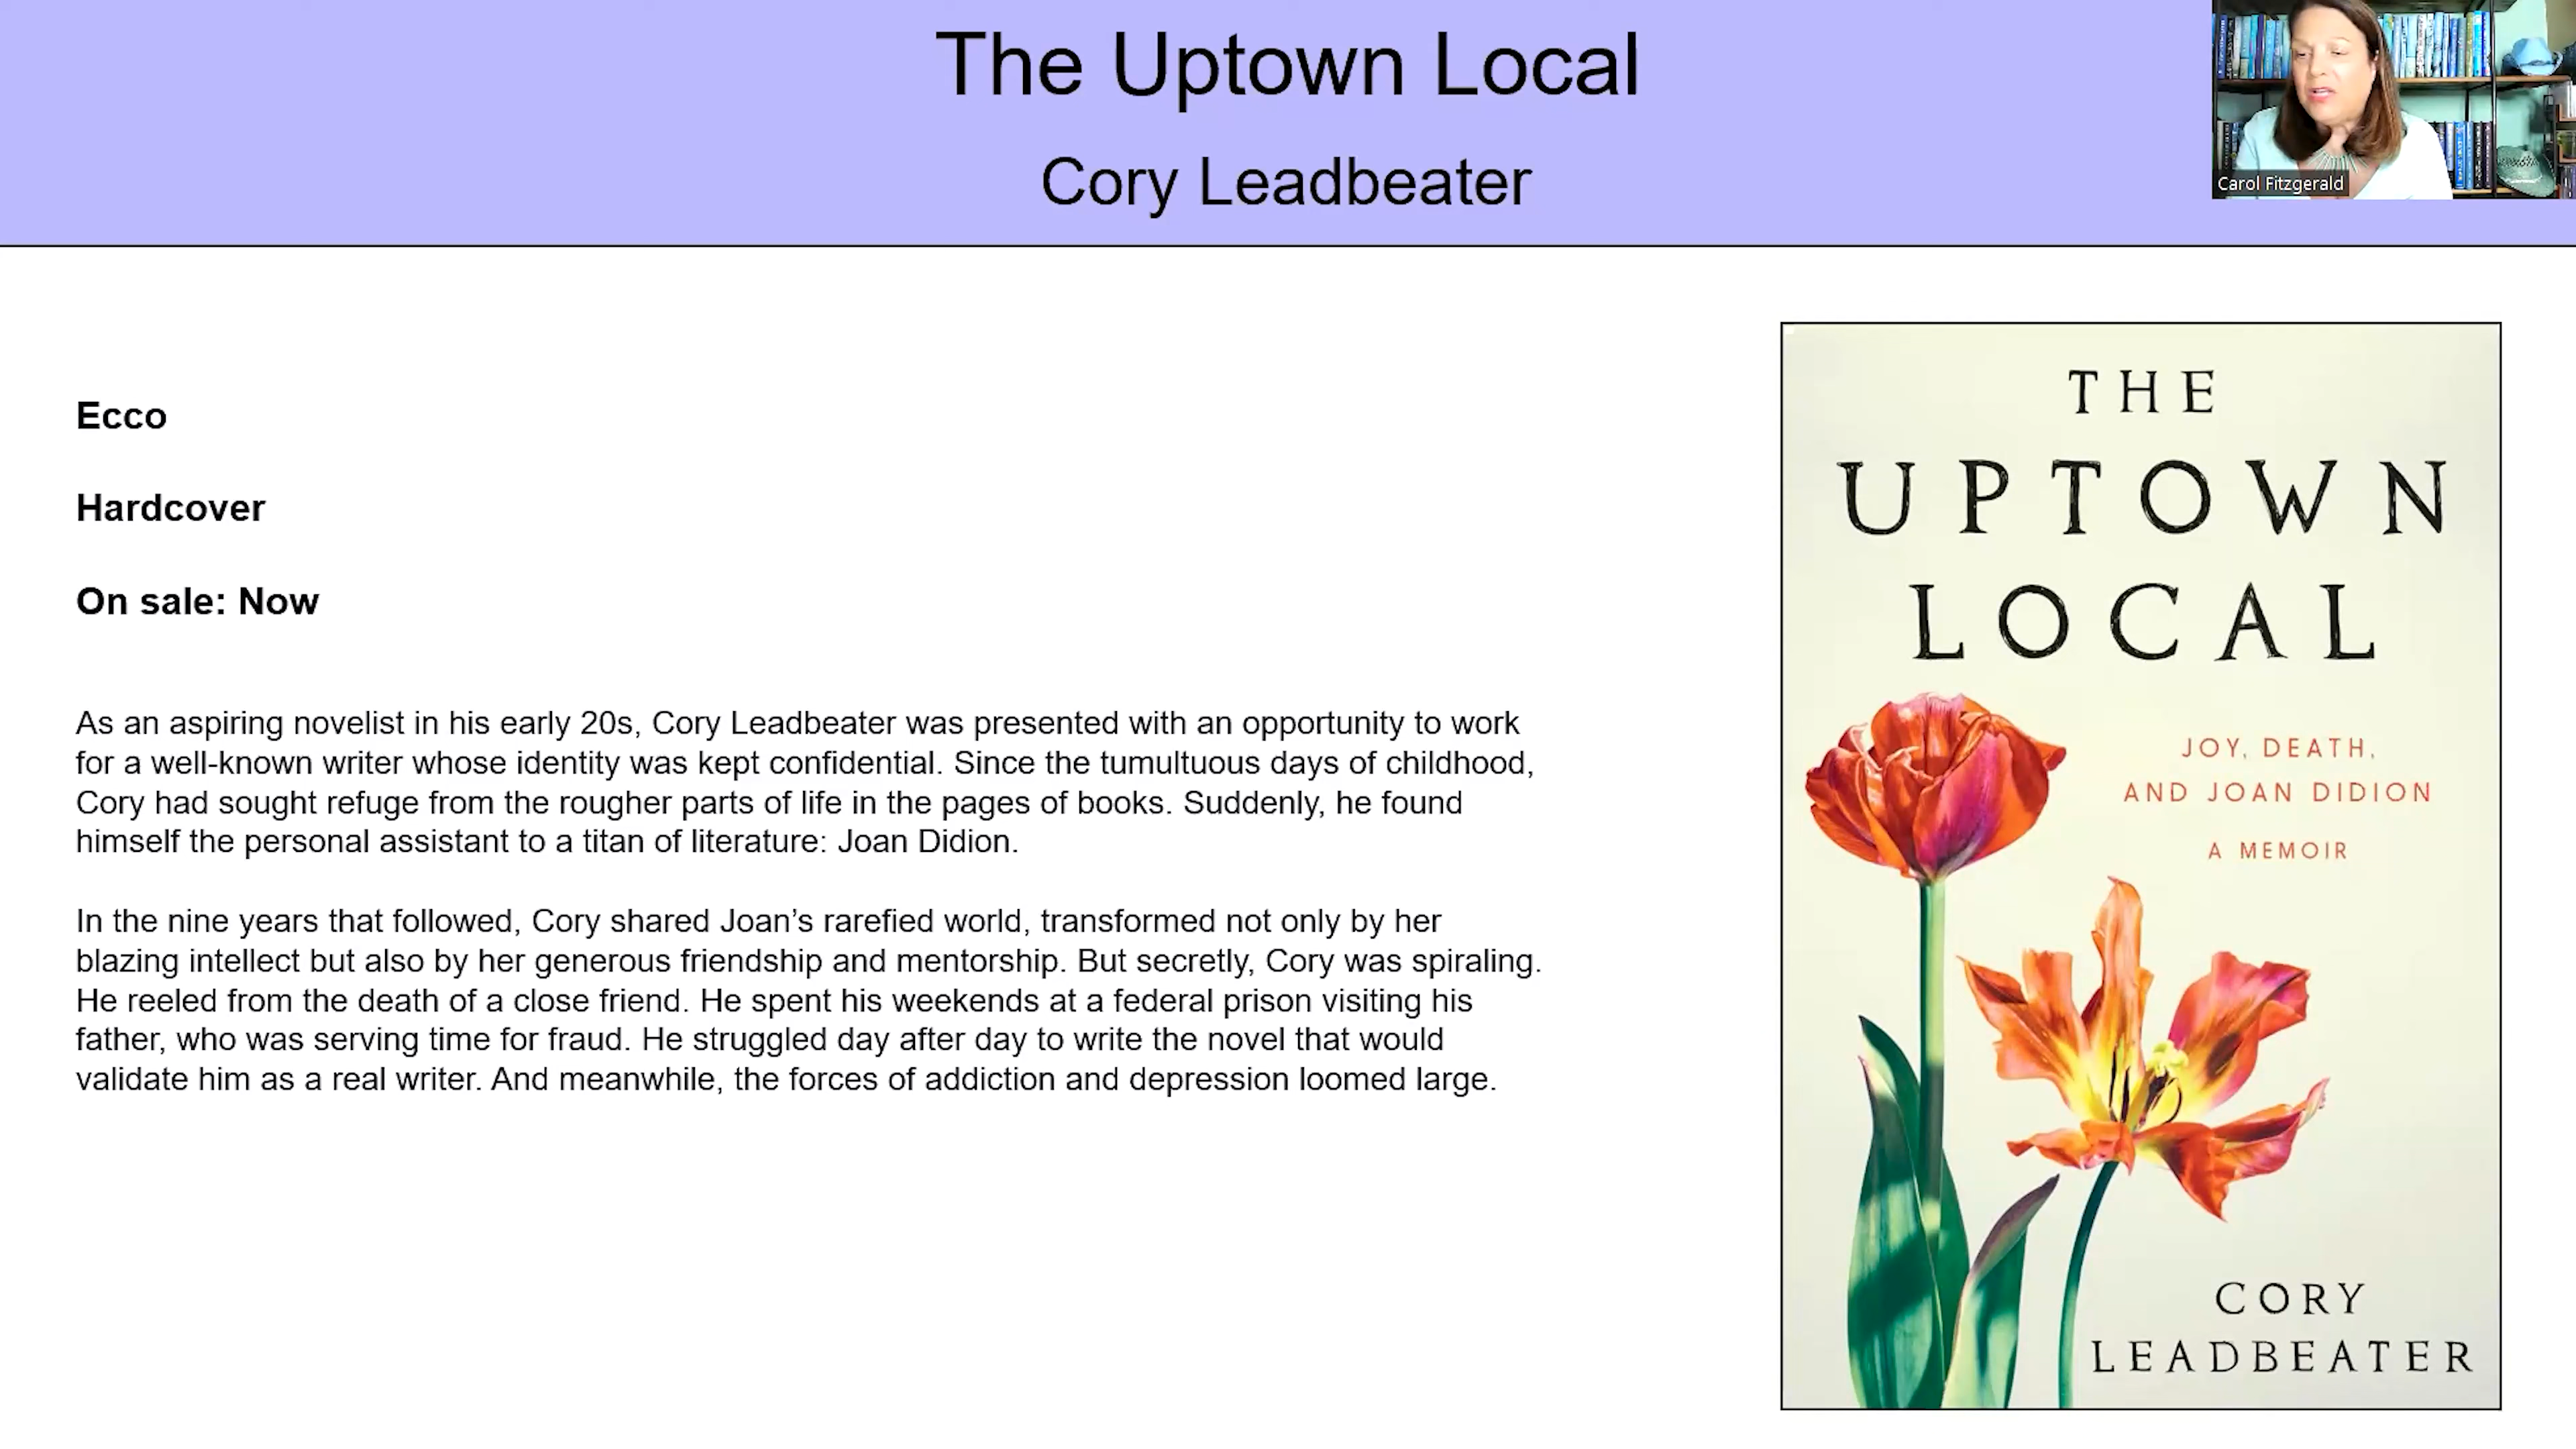 The Uptown Local
Cory Leadbeater
Carol Fitzgerald
Ecco
Hardcover
On sale: Now
As an aspiring novelist in his early 20s, Cory Leadbeater was presented with an opportunity to work
for a well-known writer whose identity was kept confidential. Since the tumultuous days of childhood,
Cory had sought refuge from the rougher parts of life in the pages of books. Suddenly, he found
himself the personal assistant to a titan of literature: Joan Didion.
In the nine years that followed, Cory shared Joan’s rarefied world, transformed not only by her
blazing intellect but also by her generous friendship and mentorship. But secretly, Cory was spiraling.
He reeled from the death of a close friend. He spent his weekends at a federal prison visiting his
father, who was serving time for fraud. He struggled day after day to write the novel that would
validate him as a real writer. And meanwhile, the forces of addiction and depression loomed large.
THE
UPTOWN
LOCAL
JOY, DEATH,
AND JOAN DIDION
A MEMOIR
CORY
LEADBEATER